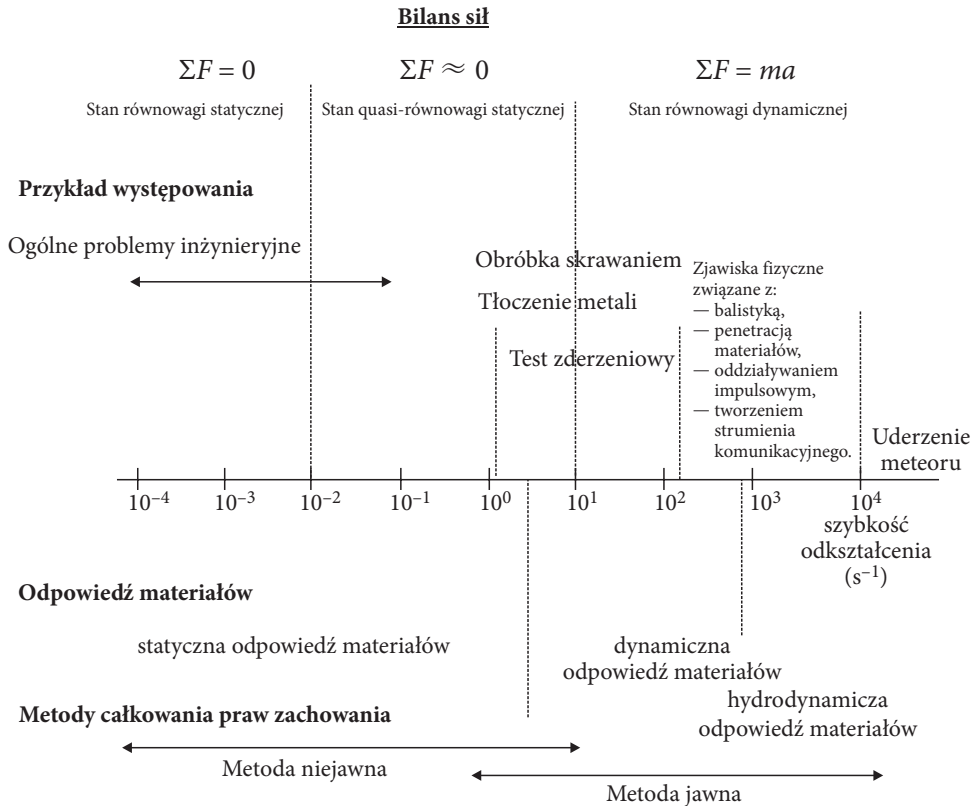 Bilans sił
ΣF = 0
ΣF ≈ 0
ΣF = ma
Stan równowagi statycznej
Stan quasi-równowagi statycznej
Stan równowagi dynamicznej
Przykład występowania
Ogólne problemy inżynieryjne
Obróbka skrawaniem
Tłoczenie metali
Test zderzeniowy
Zjawiska fizyczne
związane z:
— balistyką,
— penetracją
materiałów,
— oddziaływaniem
impulsowym,
— tworzeniem
strumienia
komunikacyjnego.
Uderzenie
meteoru
10⁻⁴ 10⁻³ 10⁻² 10⁻¹ 10⁰ 10¹ 10² 10³ 10⁴
szybkość
odkształcenia
(s⁻¹)
Odpowiedź materiałów
statyczna odpowiedź materiałów
dynamiczna
odpowiedź materiałów
hydrodynamicza
odpowiedź materiałów
Metody całkowania praw zachowania
Metoda niejawna
Metoda jawna